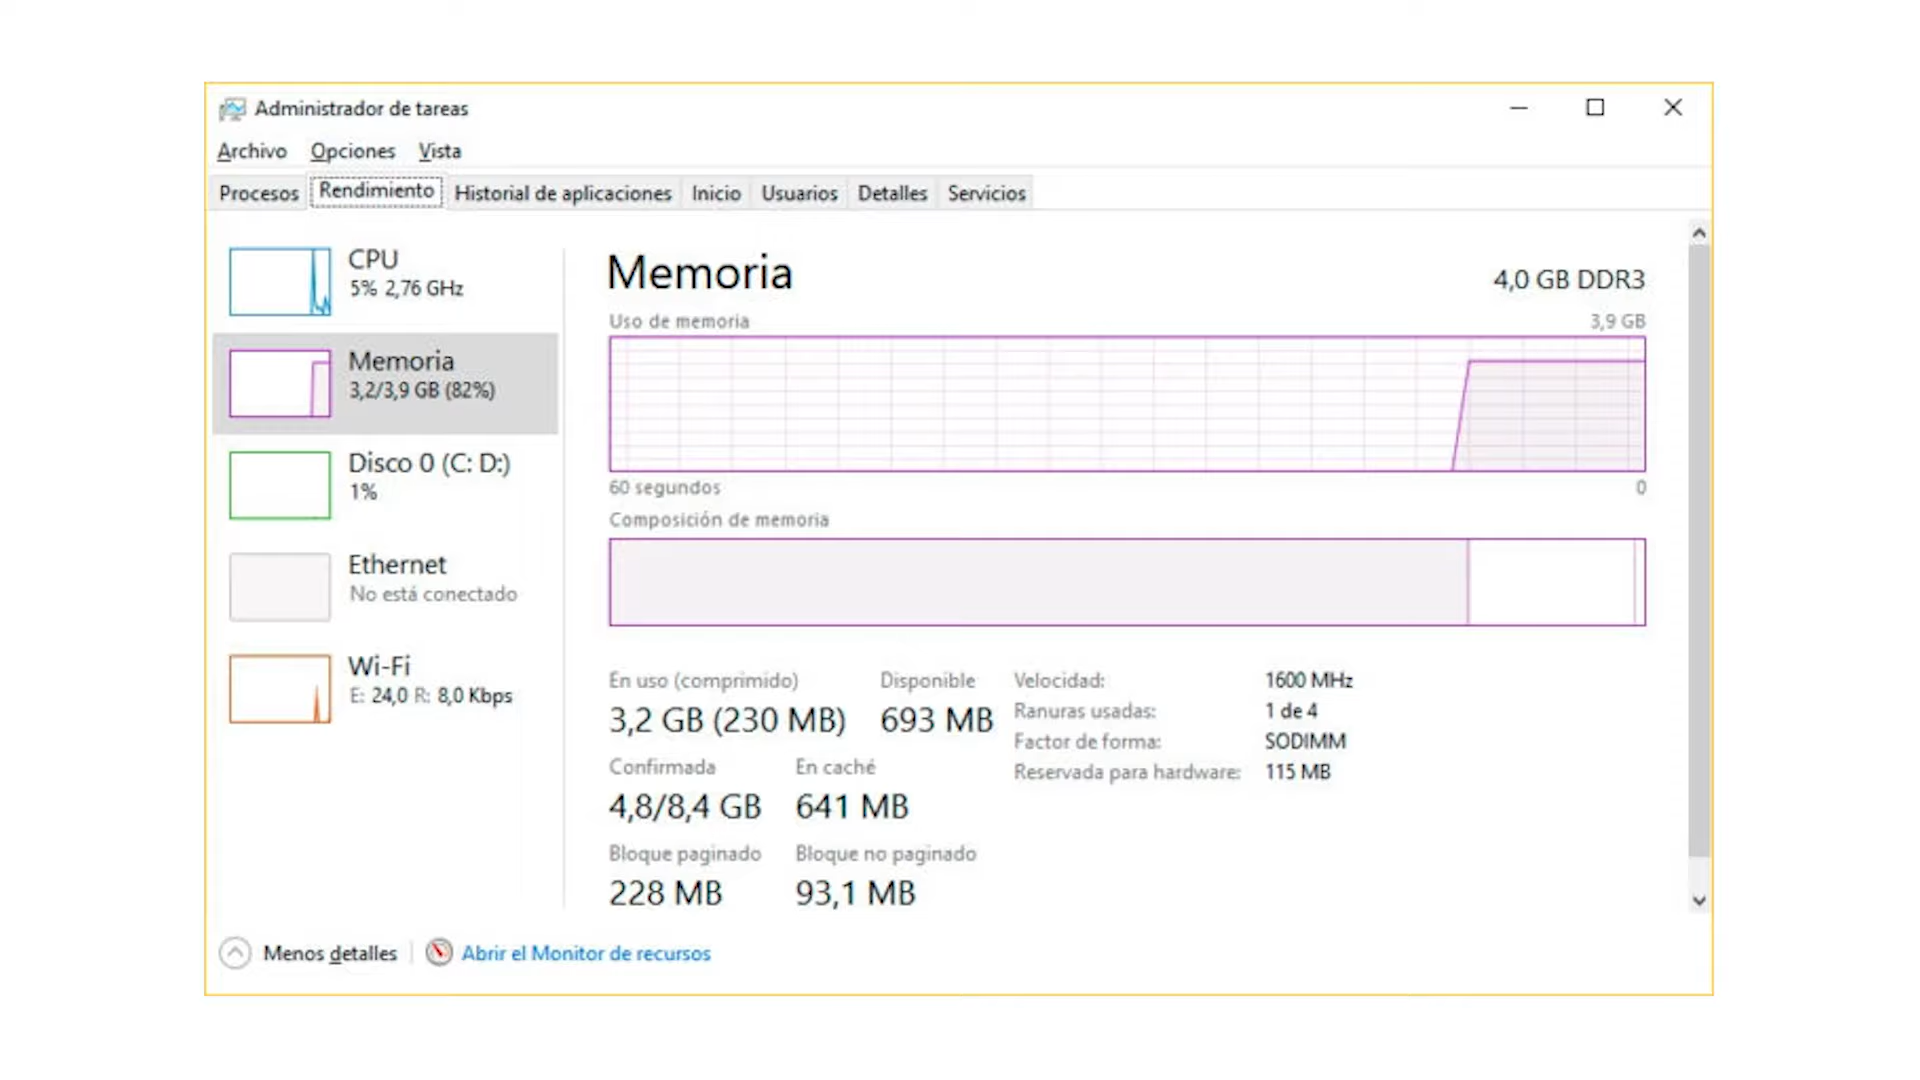 Administrador de tareas
Archivo Opciones Vista
Procesos Rendimiento Historial de aplicaciones Inicio Usuarios Detalles Servicios
CPU
5% 2,76 GHz
Memoria
3,2/3,9 GB (82%)
Disco 0 (C: D:)
1%
Ethernet
No está conectado
Wi-Fi
E: 24,0 R: 8,0 Kbps
Memoria 4,0 GB DDR3
Uso de memoria 3,9 GB
60 segundos 0
Composición de memoria
En uso (comprimido) Disponible
3,2 GB (230 MB) 693 MB
Confirmada En caché
4,8/8,4 GB 641 MB
Bloque paginado Bloque no paginado
228 MB 93,1 MB
Velocidad: 1600 MHz
Ranuras usadas: 1 de 4
Factor de forma: SODIMM
Reservada para hardware: 115 MB
Menos detalles Abrir el Monitor de recursos